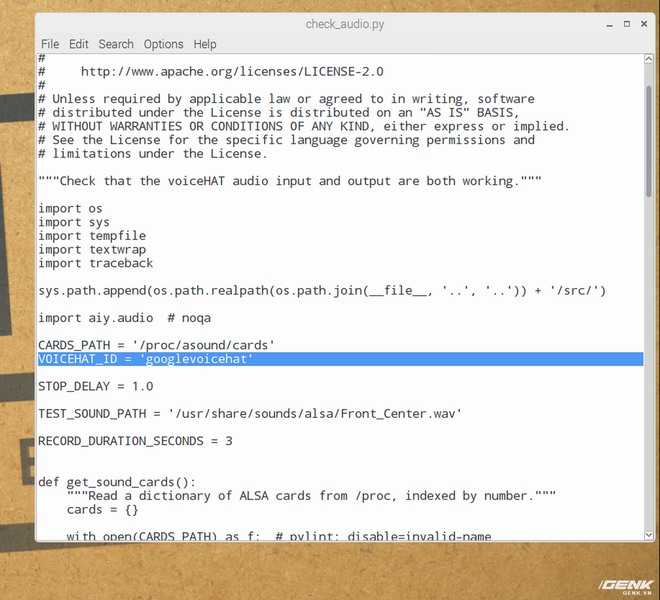 check_audio.py
File Edit Search Options Help
#
# http://www.apache.org/licenses/LICENSE-2.0
#
# Unless required by applicable law or agreed to in writing, software
# distributed under the License is distributed on an "AS IS" BASIS,
# WITHOUT WARRANTIES OR CONDITIONS OF ANY KIND, either express or implied.
# See the License for the specific language governing permissions and
# limitations under the License.
"""Check that the voiceHAT audio input and output are both working."""
import os
import sys
import tempfile
import textwrap
import traceback
sys.path.append(os.path.realpath(os.path.join(__file__, '..', '..')) + '/src/')
import aiy.audio  # noqa
CARDS_PATH = '/proc/asound/cards'
VOICEHAT_ID = 'googlevoicehat'
STOP_DELAY = 1.0
TEST_SOUND_PATH = '/usr/share/sounds/alsa/Front_Center.wav'
RECORD_DURATION_SECONDS = 3
def get_sound_cards():
"""Read a dictionary of ALSA cards from /proc, indexed by number."""
cards = {}
with open(CARDS_PATH) as f:  # pylint: disable=invalid-name
GENK
GENK.VN